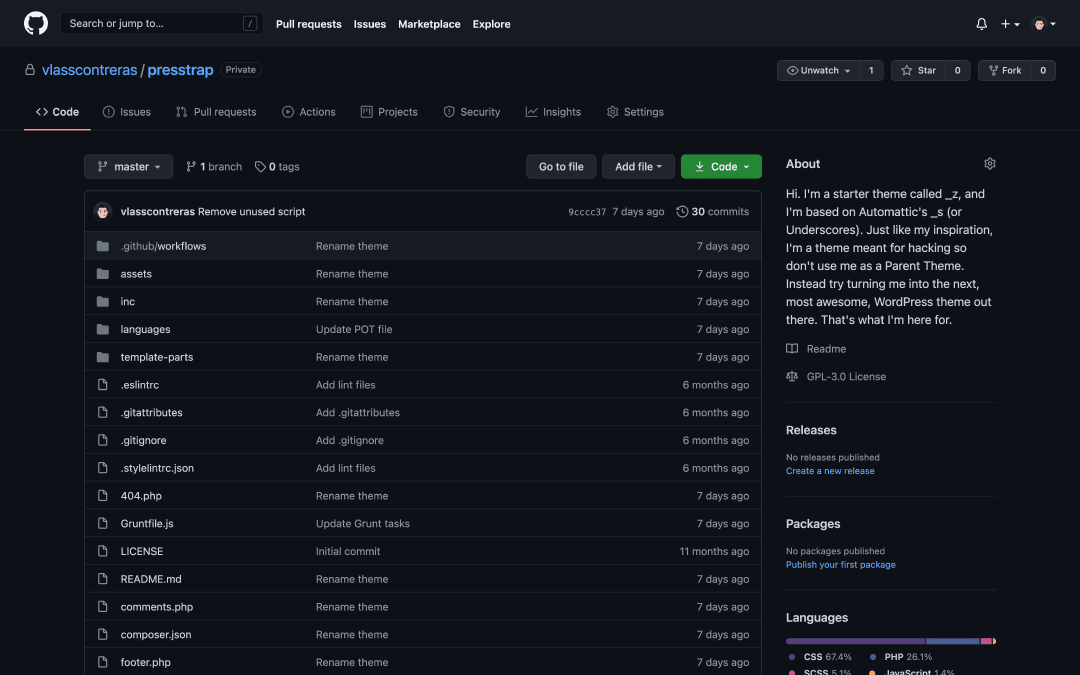 Search or jump to... /
Pull requests Issues Marketplace Explore
vlasscontreras / presstrap Private
Unwatch 1 Star 0 Fork 0
Code Issues Pull requests Actions Projects Security Insights Settings
master 1 branch 0 tags Go to file Add file Code
vlasscontreras Remove unused script 9cccc37 7 days ago 30 commits
.github/workflows Rename theme 7 days ago
assets Rename theme 7 days ago
inc Rename theme 7 days ago
languages Update POT file 7 days ago
template-parts Rename theme 7 days ago
.eslintrc Add lint files 6 months ago
.gitattributes Add .gitattributes 6 months ago
.gitignore Add .gitignore 6 months ago
.stylelintrc.json Add lint files 6 months ago
404.php Rename theme 7 days ago
Gruntfile.js Update Grunt tasks 7 days ago
LICENSE Initial commit 11 months ago
README.md Rename theme 7 days ago
comments.php Rename theme 7 days ago
composer.json Rename theme 7 days ago
footer.php Rename theme 7 days ago
About
Hi. I'm a starter theme called _z, and
I'm based on Automattic's _s (or
Underscores). Just like my inspiration,
I'm a theme meant for hacking so
don't use me as a Parent Theme.
Instead try turning me into the next,
most awesome, WordPress theme out
there. That's what I'm here for.
Readme
GPL-3.0 License
Releases
No releases published
Create a new release
Packages
No packages published
Publish your first package
Languages
CSS 67.4% PHP 26.1%
SCSS 5.1% JavaScript 1.4%